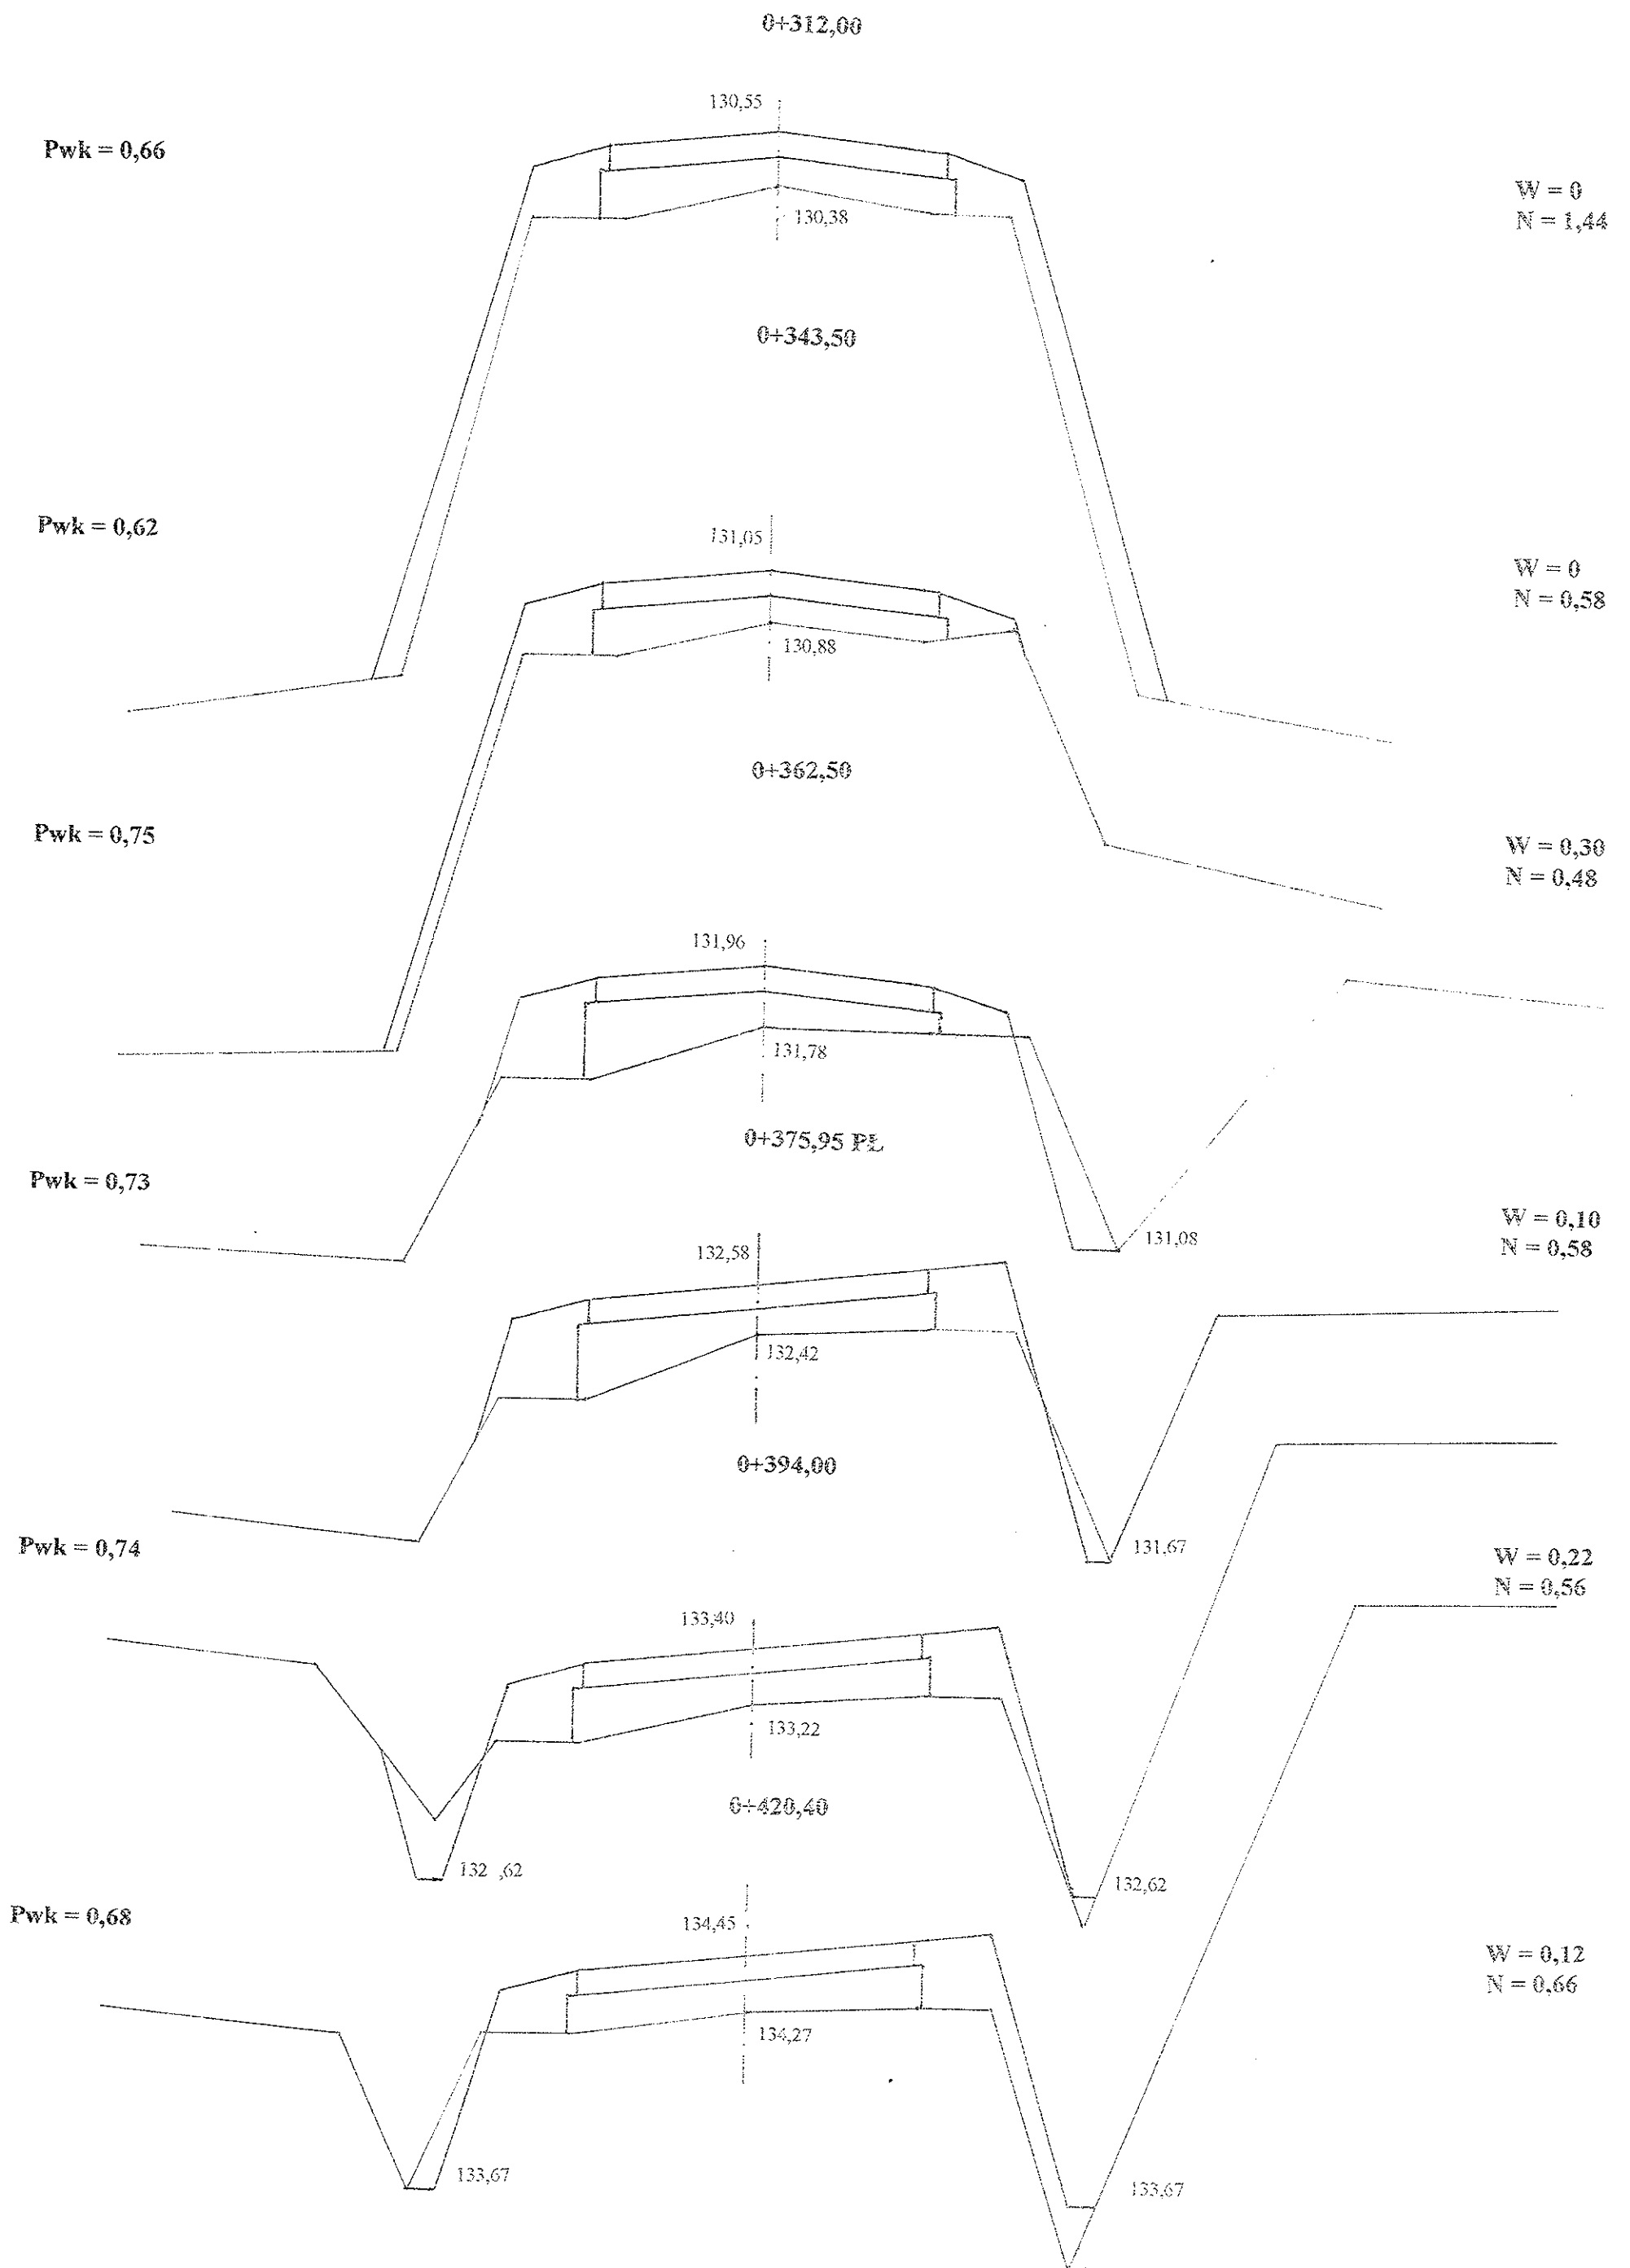 0+312,00
130,55
Pwk = 0,66
W = 0
N = 1,44
130,38
0+343,50
Pwk = 0,62
131,05
W = 0
N = 0,58
130,88
0+362,50
Pwk = 0,75
W = 0,30
N = 0,48
131,96
131,78
0+375,95 PŁ
Pwk = 0,73
W = 0,10
N = 0,58
131,08
132,58
132,42
0+394,00
Pwk = 0,74
131,67
W = 0,22
N = 0,56
133,40
133,22
0+420,40
132 ,62
132,62
Pwk = 0,68
134,45
W = 0,12
N = 0,66
134,27
133,67
133,67